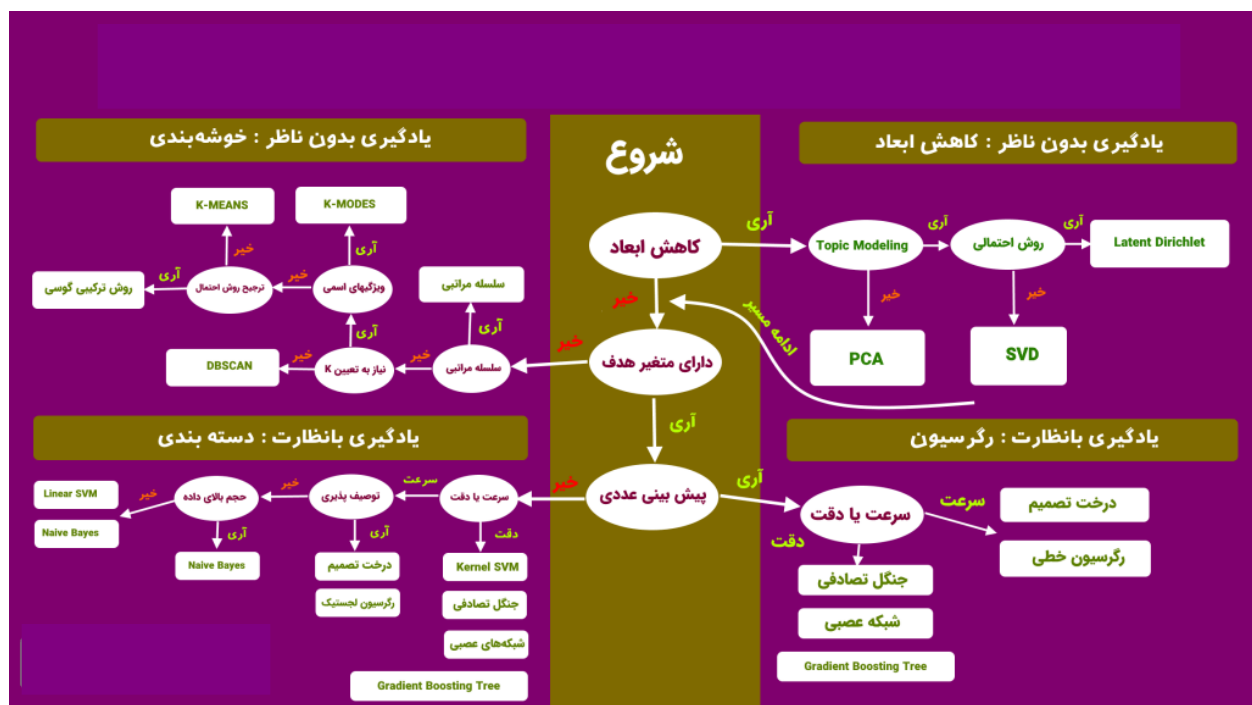 شروع
کاهش ابعاد
آری
خیر
دارای متغیر هدف
خیر
آری
پیش بینی عددی
آری
خیر
یادگیری بدون ناظر : کاهش ابعاد
Topic Modeling
آری
روش احتمالی
آری
Latent Dirichlet
خیر
خیر
PCA
SVD
ادامه مسیر
یادگیری بدون ناظر : خوشه‌بندی
K-MEANS
K-MODES
خیر
آری
سلسله مراتبی
ویژگیهای اسمی
خیر
ترجیح روش احتمال
آری
روش ترکیبی گوسی
آری
آری
سلسله مراتبی
خیر
نیاز به تعیین K
خیر
DBSCAN
یادگیری بانظارت : رگرسیون
سرعت یا دقت
سرعت
درخت تصمیم
رگرسیون خطی
دقت
جنگل تصادفی
شبکه عصبی
Gradient Boosting Tree
یادگیری بانظارت : دسته بندی
سرعت یا دقت
سرعت
توصیف پذیری
خیر
حجم بالای داده
خیر
Linear SVM
Naive Bayes
دقت
آری
آری
Kernel SVM
درخت تصمیم
Naive Bayes
جنگل تصادفی
رگرسیون لجستیک
شبکه‌های عصبی
Gradient Boosting Tree